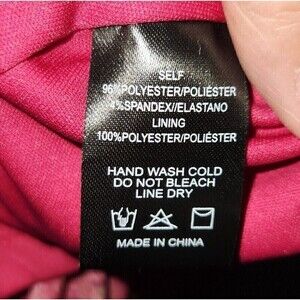 SELF
96%POLYESTER/POLIÉSTER
4%SPANDEX//ELASTANO
LINING
100%POLYESTER/POLIÉSTER
HAND WASH COLD
DO NOT BLEACH
LINE DRY
MADE IN CHINA